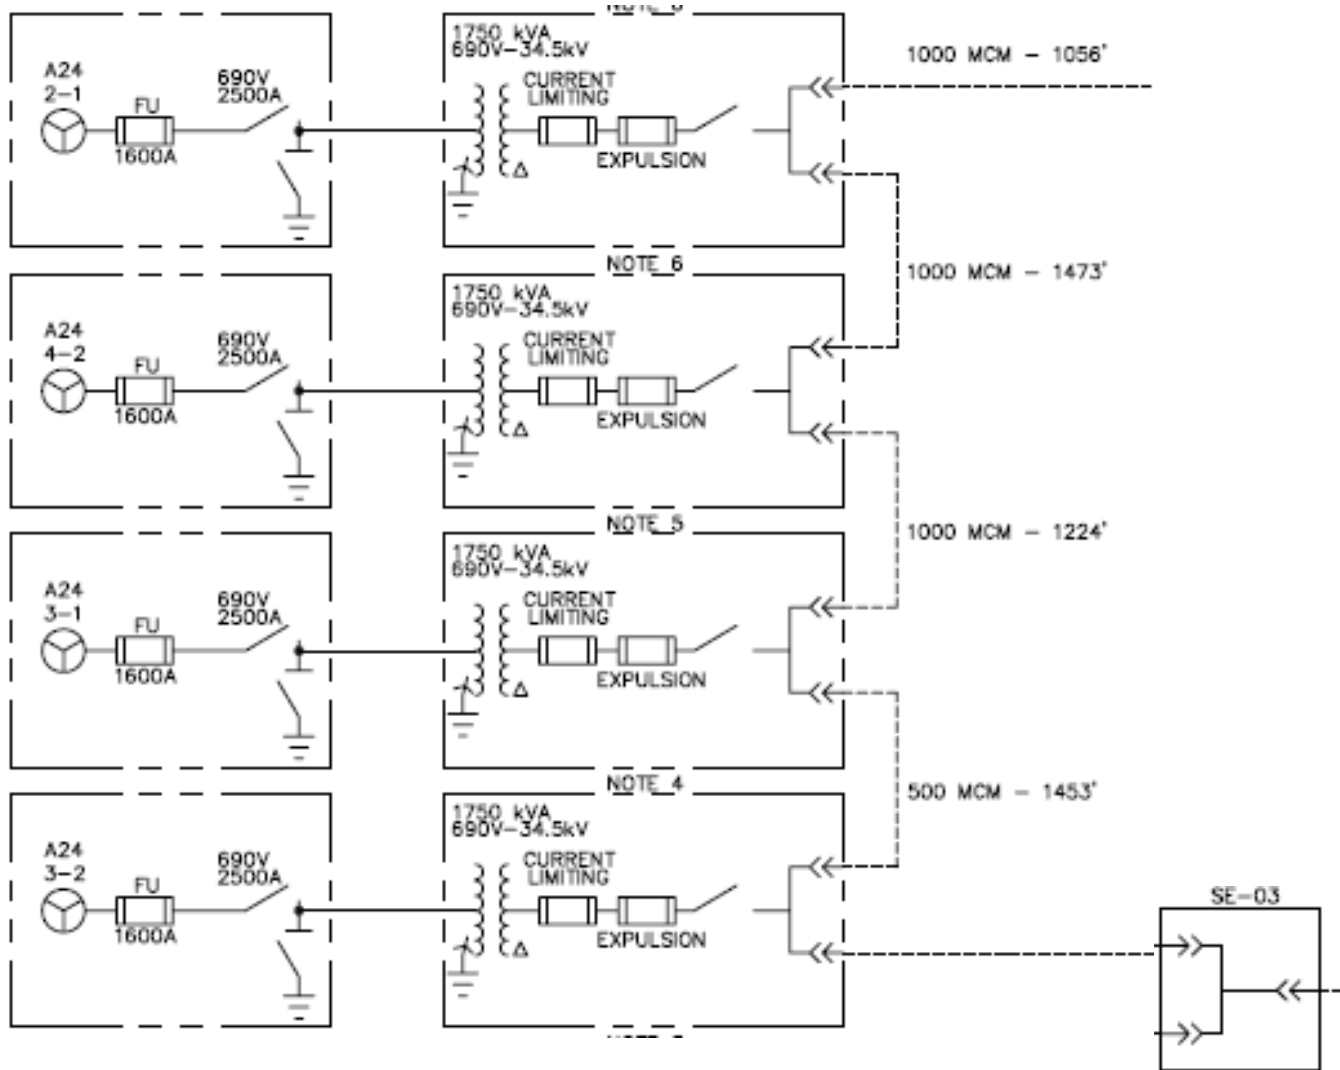 1750 kVA
690V-34.5kV
A24
2-1
FU
1600A
690V
2500A
CURRENT
LIMITING
EXPULSION
1000 MCM - 1056'
NOTE 6
1750 kVA
690V-34.5kV
A24
4-2
FU
1600A
690V
2500A
CURRENT
LIMITING
EXPULSION
1000 MCM - 1473'
NOTE 5
1750 kVA
690V-34.5kV
A24
3-1
FU
1600A
690V
2500A
CURRENT
LIMITING
EXPULSION
1000 MCM - 1224'
NOTE 4
1750 kVA
690V-34.5kV
A24
3-2
FU
1600A
690V
2500A
CURRENT
LIMITING
EXPULSION
500 MCM - 1453'
SE-03